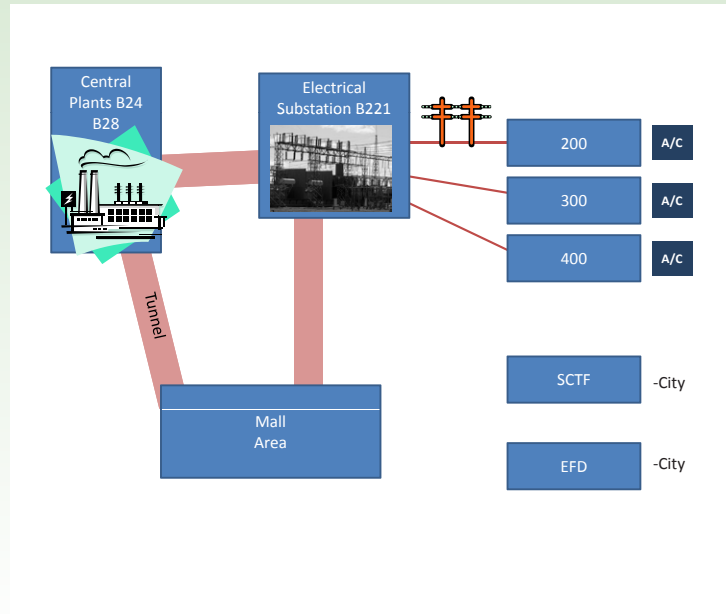 Central
Plants B24
B28
Electrical
Substation B221
200
A/C
300
A/C
400
A/C
Tunnel
Mall
Area
SCTF
-City
EFD
-City